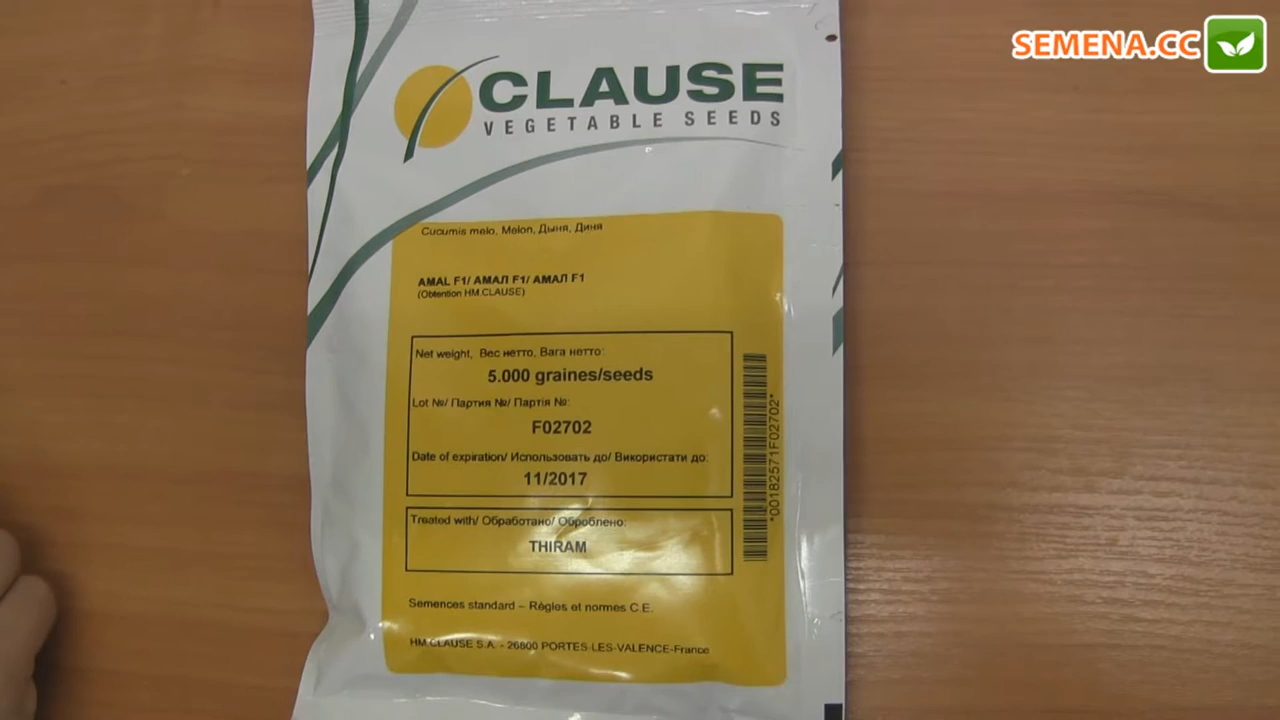 SEMENA.CC
CLAUSE
VEGETABLE SEEDS
Cucumis melo, Melon, Дыня, Диня
AMAL F1/ АМАЛ F1/ АМАЛ F1
(Obtention HM.CLAUSE)
Net weight, Вес нетто, Вага нетто:
5.000 graines/seeds
Lot №/ Партия №/ Партія №:
F02702
Date of expiration/ Использовать до/ Використати до:
11/2017
*00182571F02702*
Treated with/ Обработано/ Оброблено:
THIRAM
Semences standard – Règles et normes C.E.
HM.CLAUSE S.A. - 26800 PORTES-LES-VALENCE-France